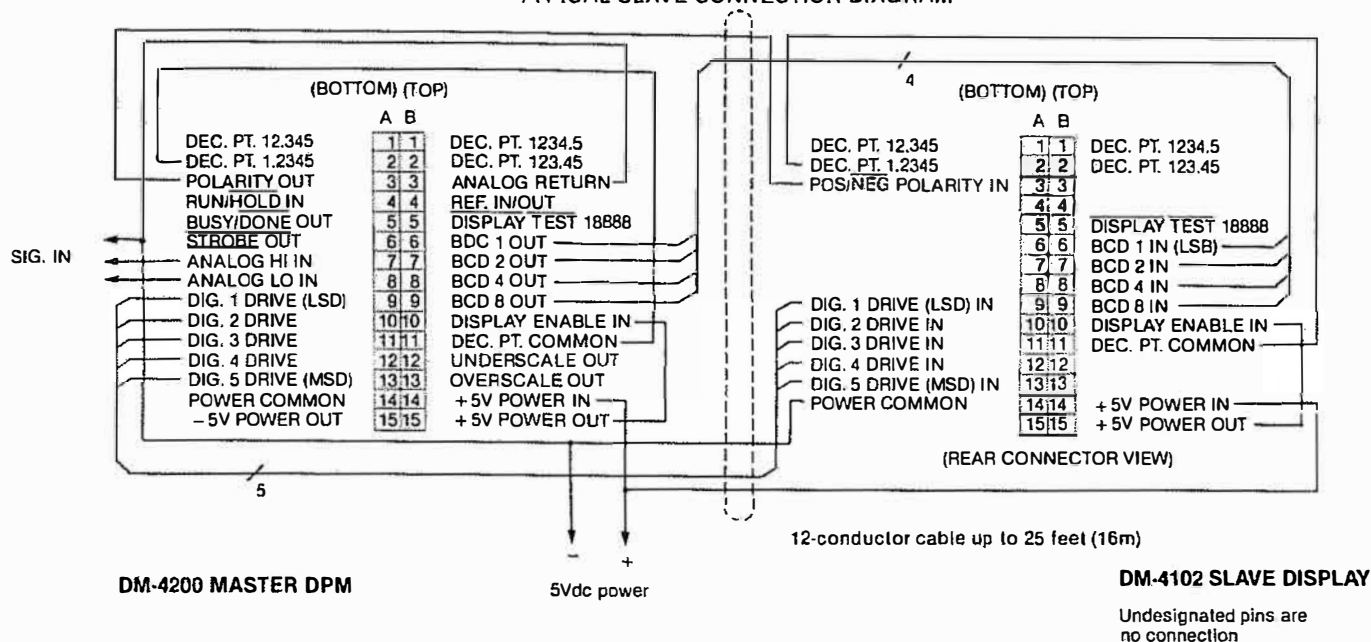 SLAVE CONNECTION DIAGRAM
4
(BOTTOM) (TOP)
A B
DEC. PT. 12.345 1 1 DEC. PT. 1234.5
DEC. PT. 1.2345 2 2 DEC. PT. 123.45
POLARITY OUT 3 3 ANALOG RETURN
RUN/HOLD IN 4 4 REF. IN/OUT
BUSY/DONE OUT 5 5 DISPLAY TEST 18888
STROBE OUT 6 6 BDC 1 OUT
SIG. IN
ANALOG HI IN 7 7 BCD 2 OUT
ANALOG LO IN 8 8 BCD 4 OUT
DIG. 1 DRIVE (LSD) 9 9 BCD 8 OUT
DIG. 2 DRIVE 10 10 DISPLAY ENABLE IN
DIG. 3 DRIVE 11 11 DEC. PT. COMMON
DIG. 4 DRIVE 12 12 UNDERSCALE OUT
DIG. 5 DRIVE (MSD) 13 13 OVERSCALE OUT
POWER COMMON 14 14 +5V POWER IN
–5V POWER OUT 15 15 +5V POWER OUT
5
(BOTTOM) (TOP)
A B
DEC. PT. 12.345 1 1 DEC. PT. 1234.5
DEC. PT. 1.2345 2 2 DEC. PT. 123.45
POS/NEG POLARITY IN 3 3
4 4
5 5 DISPLAY TEST 18888
6 6 BCD 1 IN (LSB)
7 7 BCD 2 IN
8 8 BCD 4 IN
DIG. 1 DRIVE (LSD) IN 9 9 BCD 8 IN
DIG. 2 DRIVE IN 10 10 DISPLAY ENABLE IN
DIG. 3 DRIVE IN 11 11 DEC. PT. COMMON
DIG. 4 DRIVE IN 12 12
DIG. 5 DRIVE (MSD) IN 13 13
POWER COMMON 14 14 +5V POWER IN
15 15 +5V POWER OUT
(REAR CONNECTOR VIEW)
12-conductor cable up to 25 feet (16m)
– +
5Vdc power
DM-4200 MASTER DPM
DM-4102 SLAVE DISPLAY
Undesignated pins are
no connection